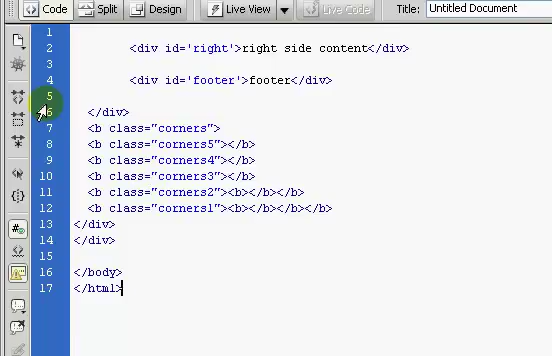 Code Split Design Live View Live Code Title: Untitled Document
1
2 <div id='right'>right side content</div>
3
4 <div id='footer'>footer</div>
5
6 </div>
7 <b class="corners">
8 <b class="corners5"></b>
9 <b class="corners4"></b>
10 <b class="corners3"></b>
11 <b class="corners2"><b></b></b>
12 <b class="corners1"><b></b></b></b>
13 </div>
14 </div>
15
16 </body>
17 </html>